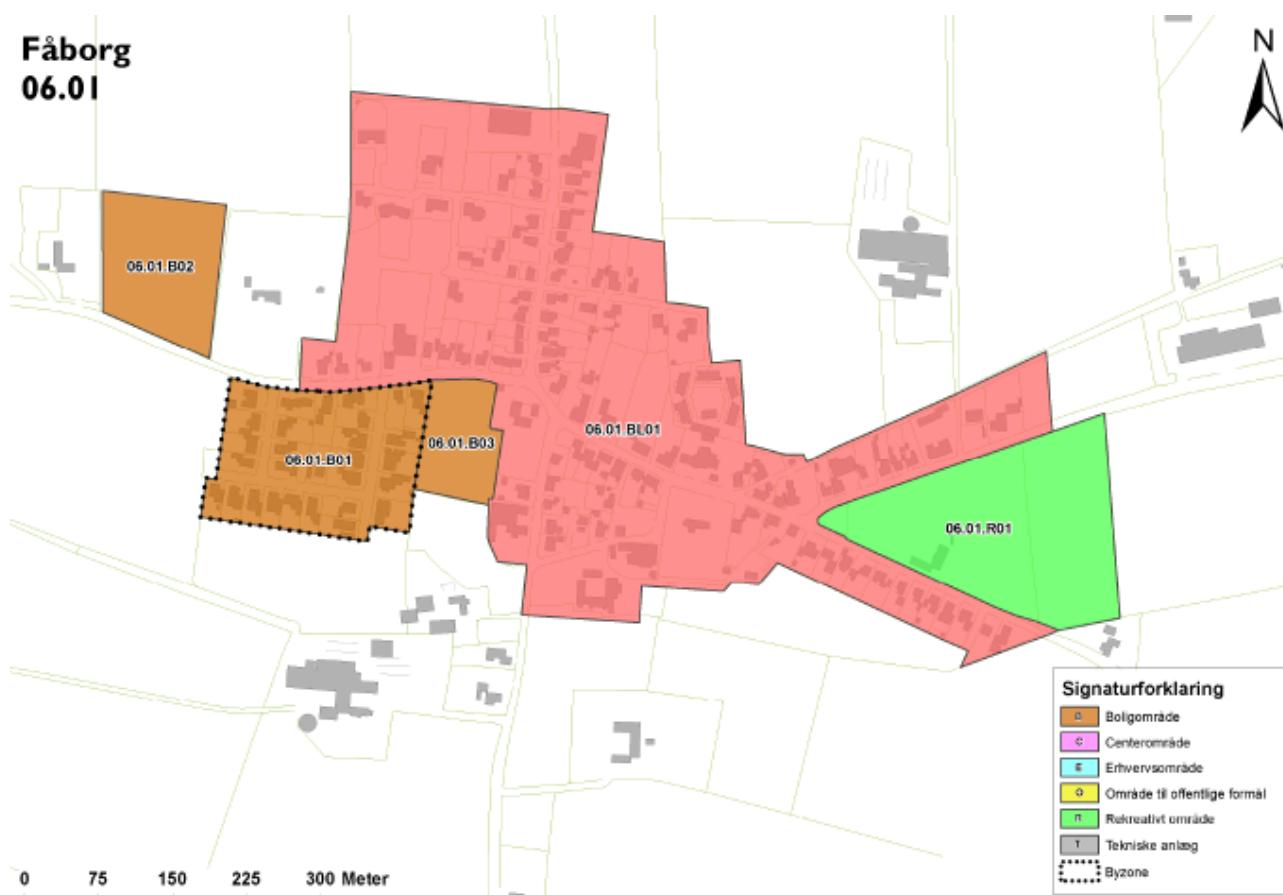 Fåborg
06.01
N
06.01.B02
06.01.BL01
06.01.B03
06.01.B01
06.01.R01
Signaturforklaring
B Boligområde
C Centerområde
E Erhvervsområde
O Område til offentlige formål
R Rekreativt område
T Tekniske anlæg
Byzone
0 75 150 225 300 Meter